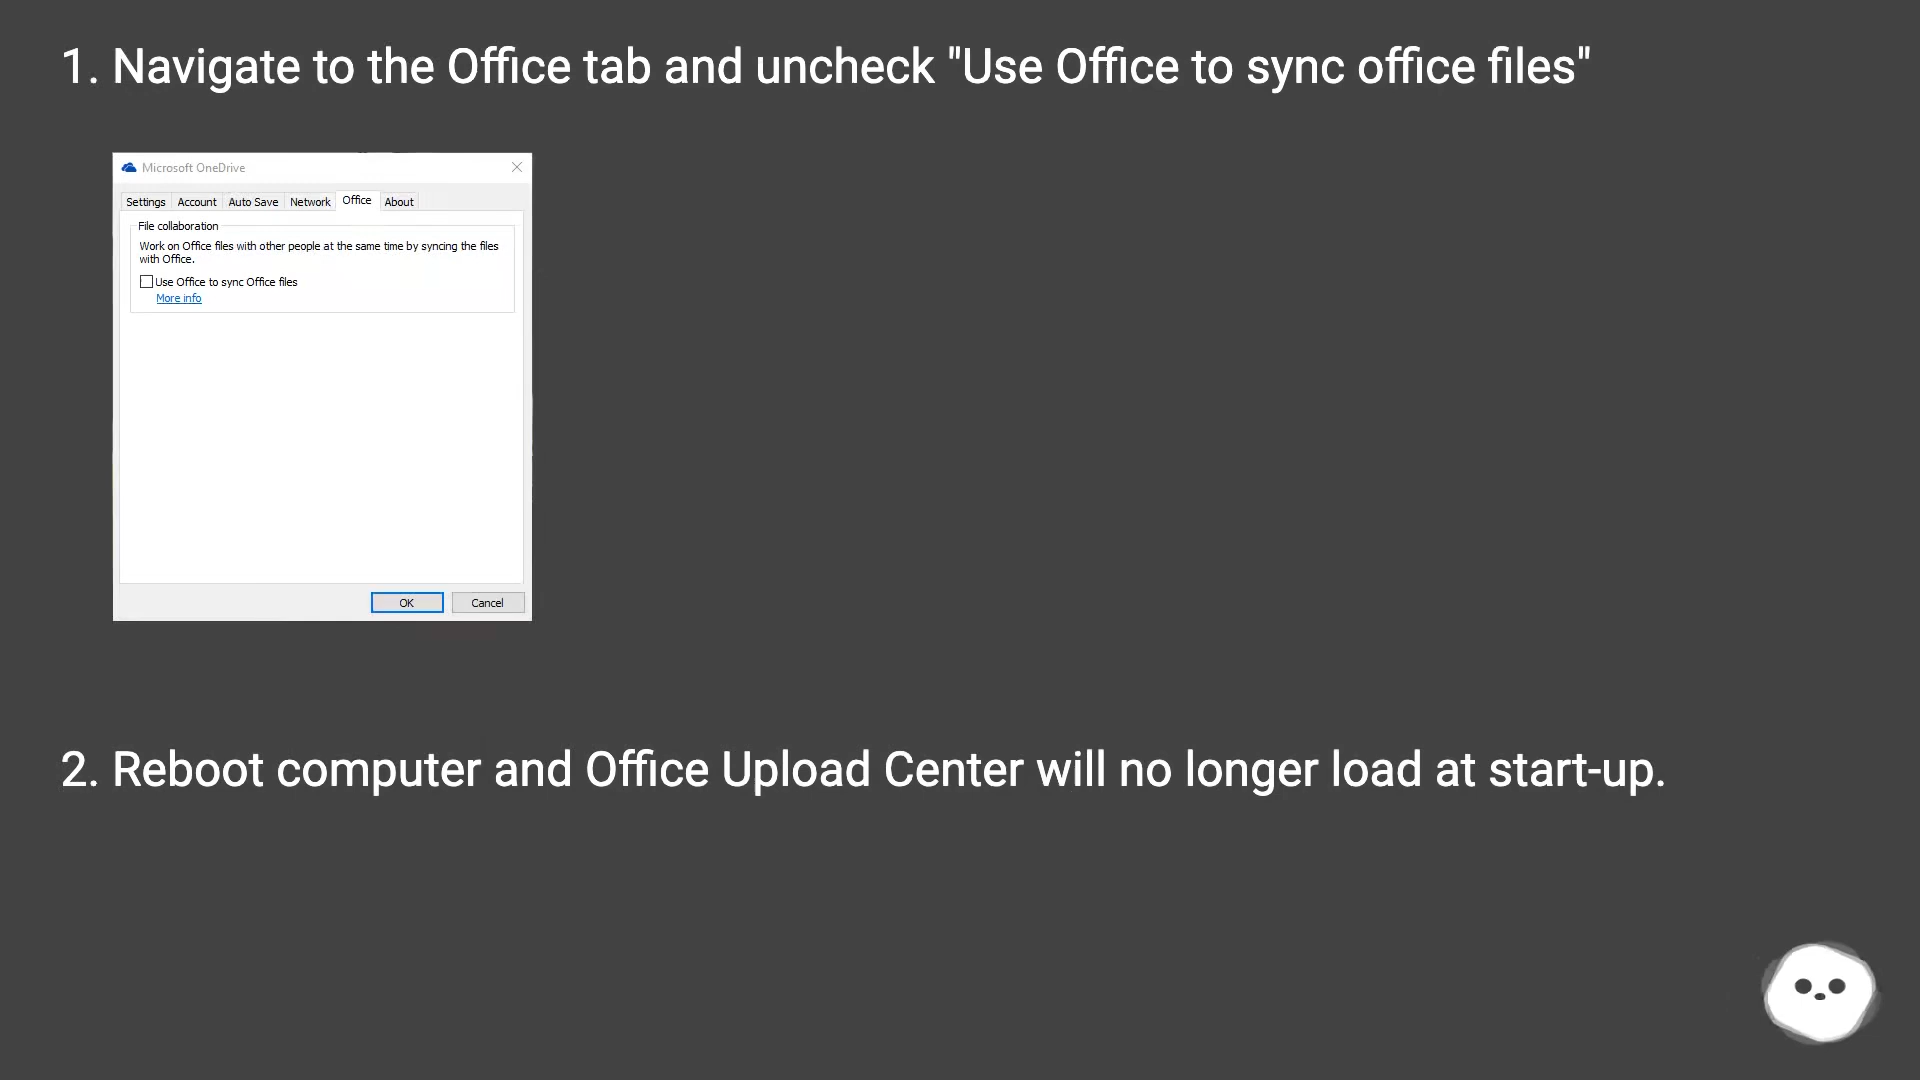 1. Navigate to the Office tab and uncheck "Use Office to sync office files"
Microsoft OneDrive
Settings Account Auto Save Network Office About
File collaboration
Work on Office files with other people at the same time by syncing the files
with Office.
Use Office to sync Office files
More info
OK Cancel
2. Reboot computer and Office Upload Center will no longer load at start-up.